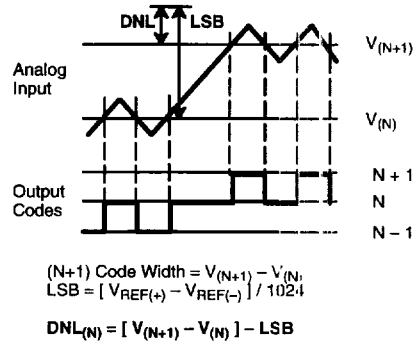 DNL LSB
V(N+1)
Analog
Input
V(N)
N + 1
Output
Codes
N
N – 1
(N+1) Code Width = V(N+1) – V(N)
LSB = [ VREF(+) – VREF(–) ] / 1024
DNL(N) = [ V(N+1) – V(N) ] – LSB